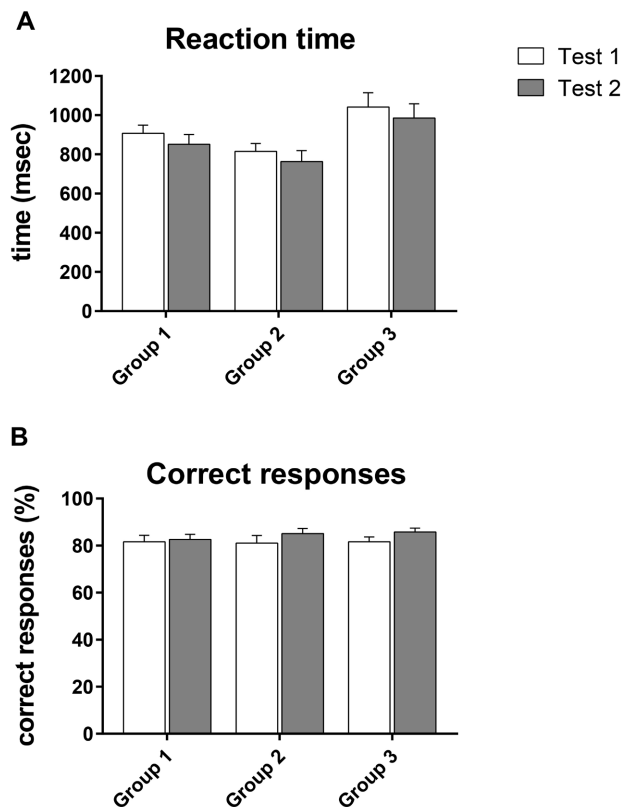 A
Reaction time
Test 1
Test 2
time (msec)
1200
1000
800
600
400
200
0
Group 1
Group 2
Group 3
B
Correct responses
correct responses (%)
100
80
60
40
20
0
Group 1
Group 2
Group 3